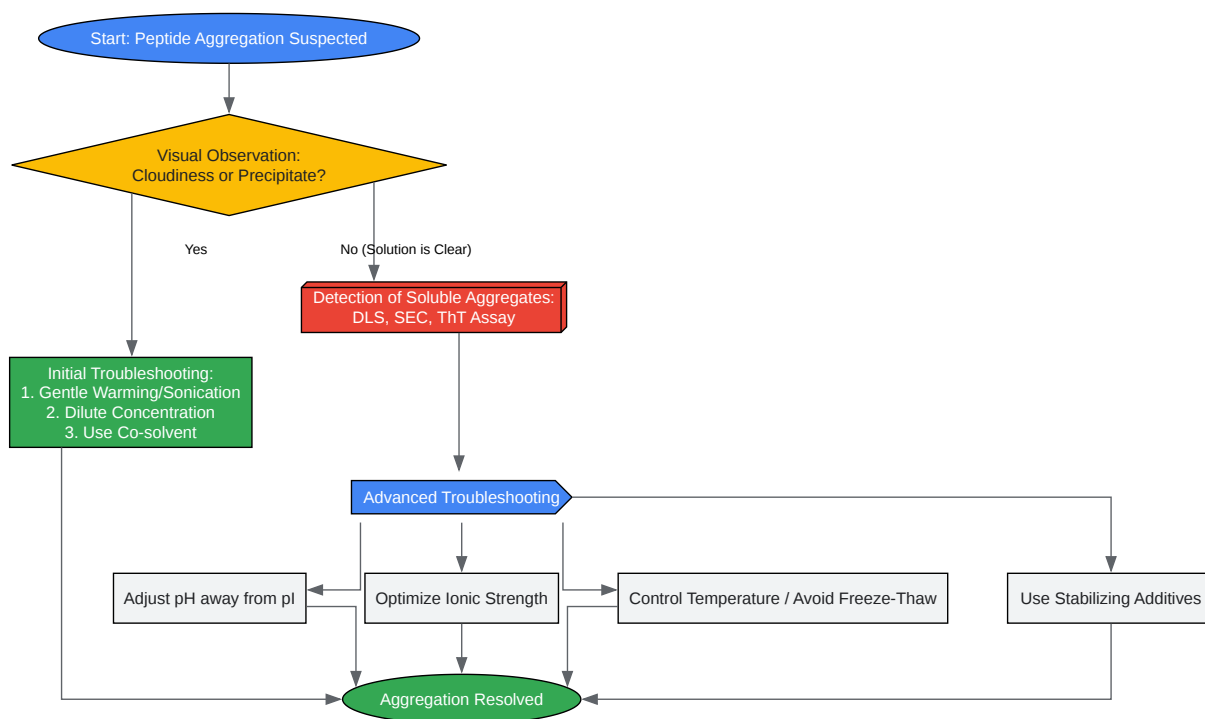 Start: Peptide Aggregation Suspected
Visual Observation:
Cloudiness or Precipitate?
Yes
No (Solution is Clear)
Detection of Soluble Aggregates:
DLS, SEC, ThT Assay
Initial Troubleshooting:
1. Gentle Warming/Sonication
2. Dilute Concentration
3. Use Co-solvent
Advanced Troubleshooting
Adjust pH away from pI
Optimize Ionic Strength
Control Temperature / Avoid Freeze-Thaw
Use Stabilizing Additives
Aggregation Resolved